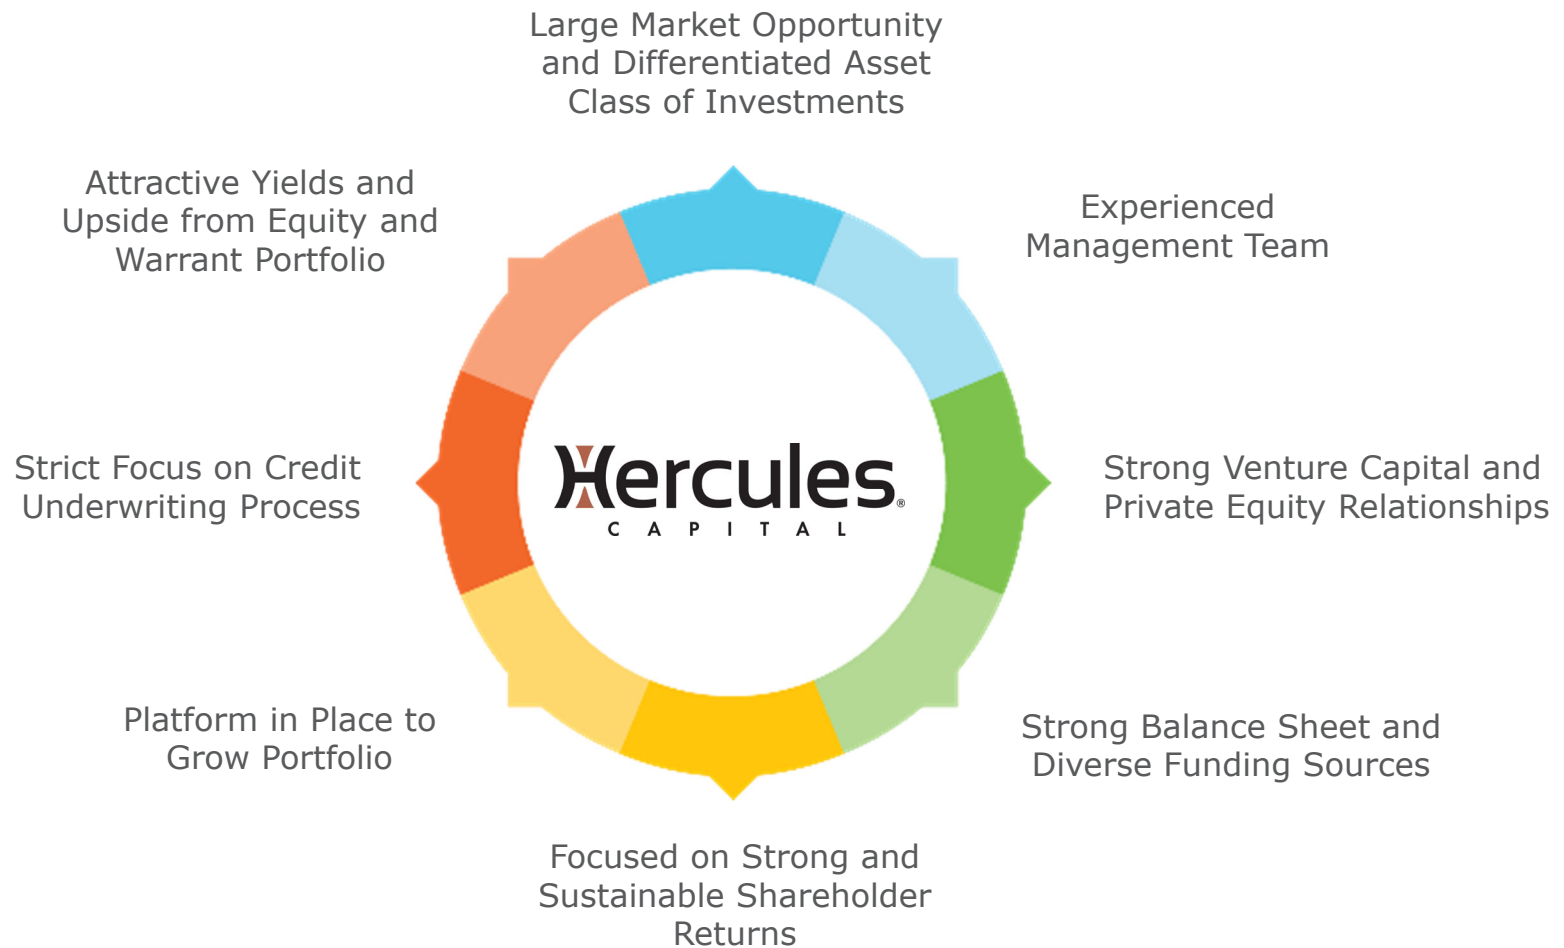 Large Market Opportunity
and Differentiated Asset
Class of Investments
Attractive Yields and
Upside from Equity and
Warrant Portfolio
Experienced
Management Team
Strict Focus on Credit
Underwriting Process
Hercules®
CAPITAL
Strong Venture Capital and
Private Equity Relationships
Platform in Place to
Grow Portfolio
Strong Balance Sheet and
Diverse Funding Sources
Focused on Strong and
Sustainable Shareholder
Returns